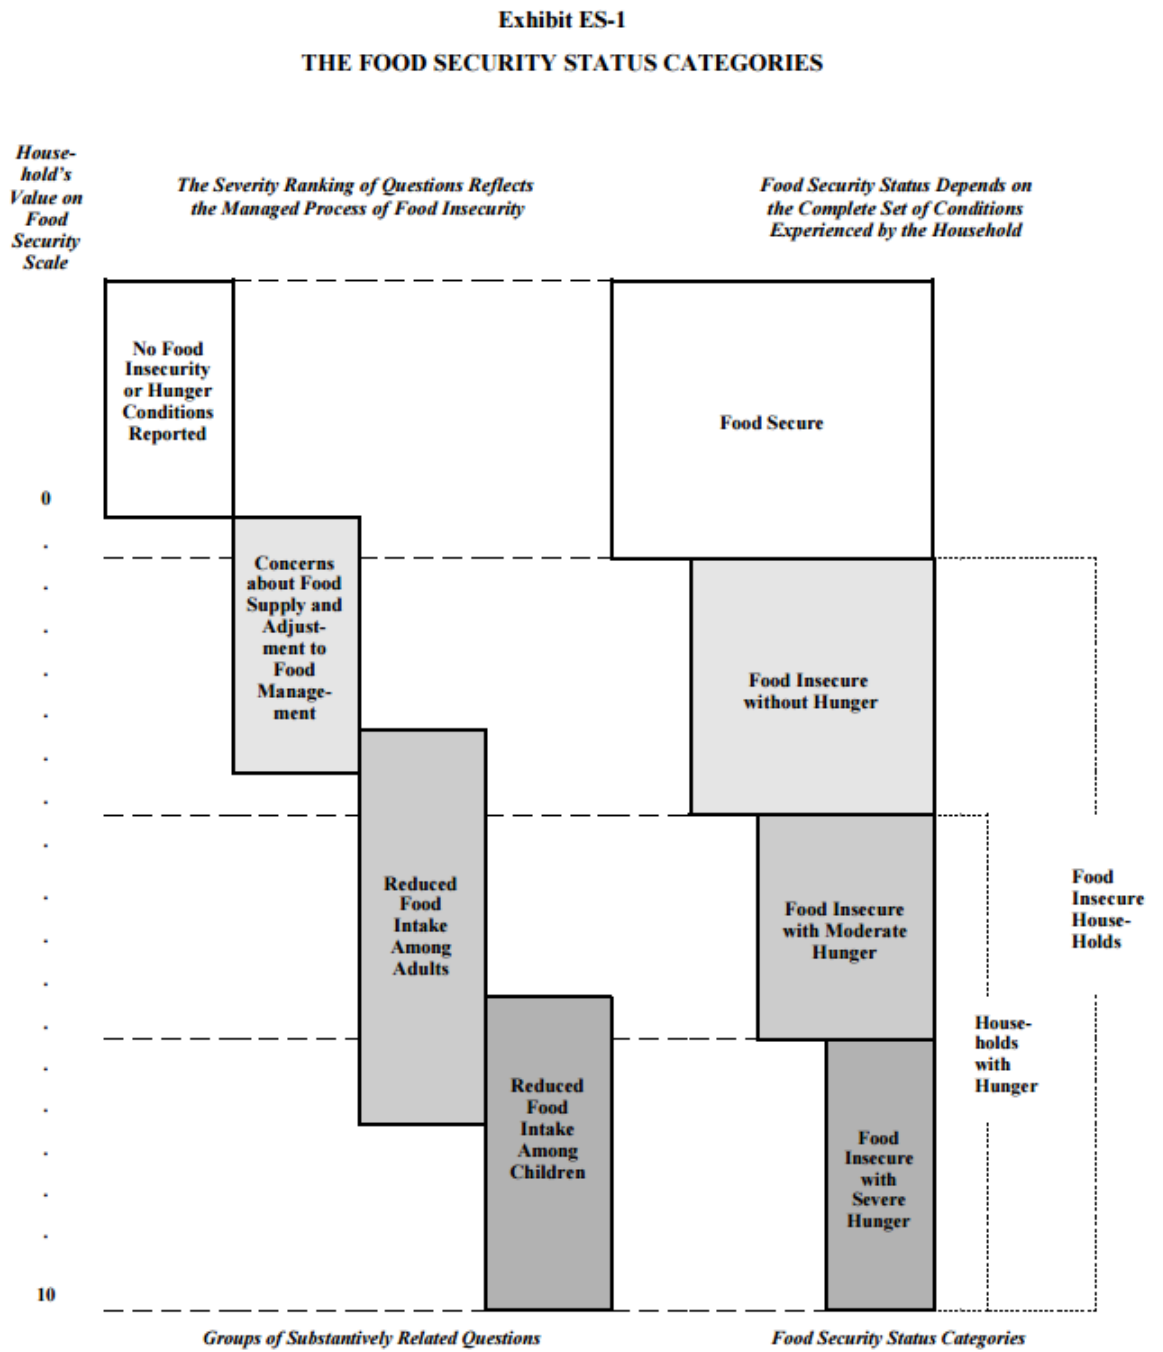 Exhibit ES-1
THE FOOD SECURITY STATUS CATEGORIES
House-
hold's
Value on
Food
Security
Scale
The Severity Ranking of Questions Reflects
the Managed Process of Food Insecurity
Food Security Status Depends on
the Complete Set of Conditions
Experienced by the Household
No Food
Insecurity
or Hunger
Conditions
Reported
Food Secure
0
Concerns
about Food
Supply and
Adjust-
ment to
Food
Manage-
ment
Food Insecure
without Hunger
Reduced
Food
Intake
Among
Adults
Food Insecure
with Moderate
Hunger
Food
Insecure
House-
Holds
House-
holds
with
Hunger
Reduced
Food
Intake
Among
Children
Food
Insecure
with
Severe
Hunger
10
Groups of Substantively Related Questions
Food Security Status Categories